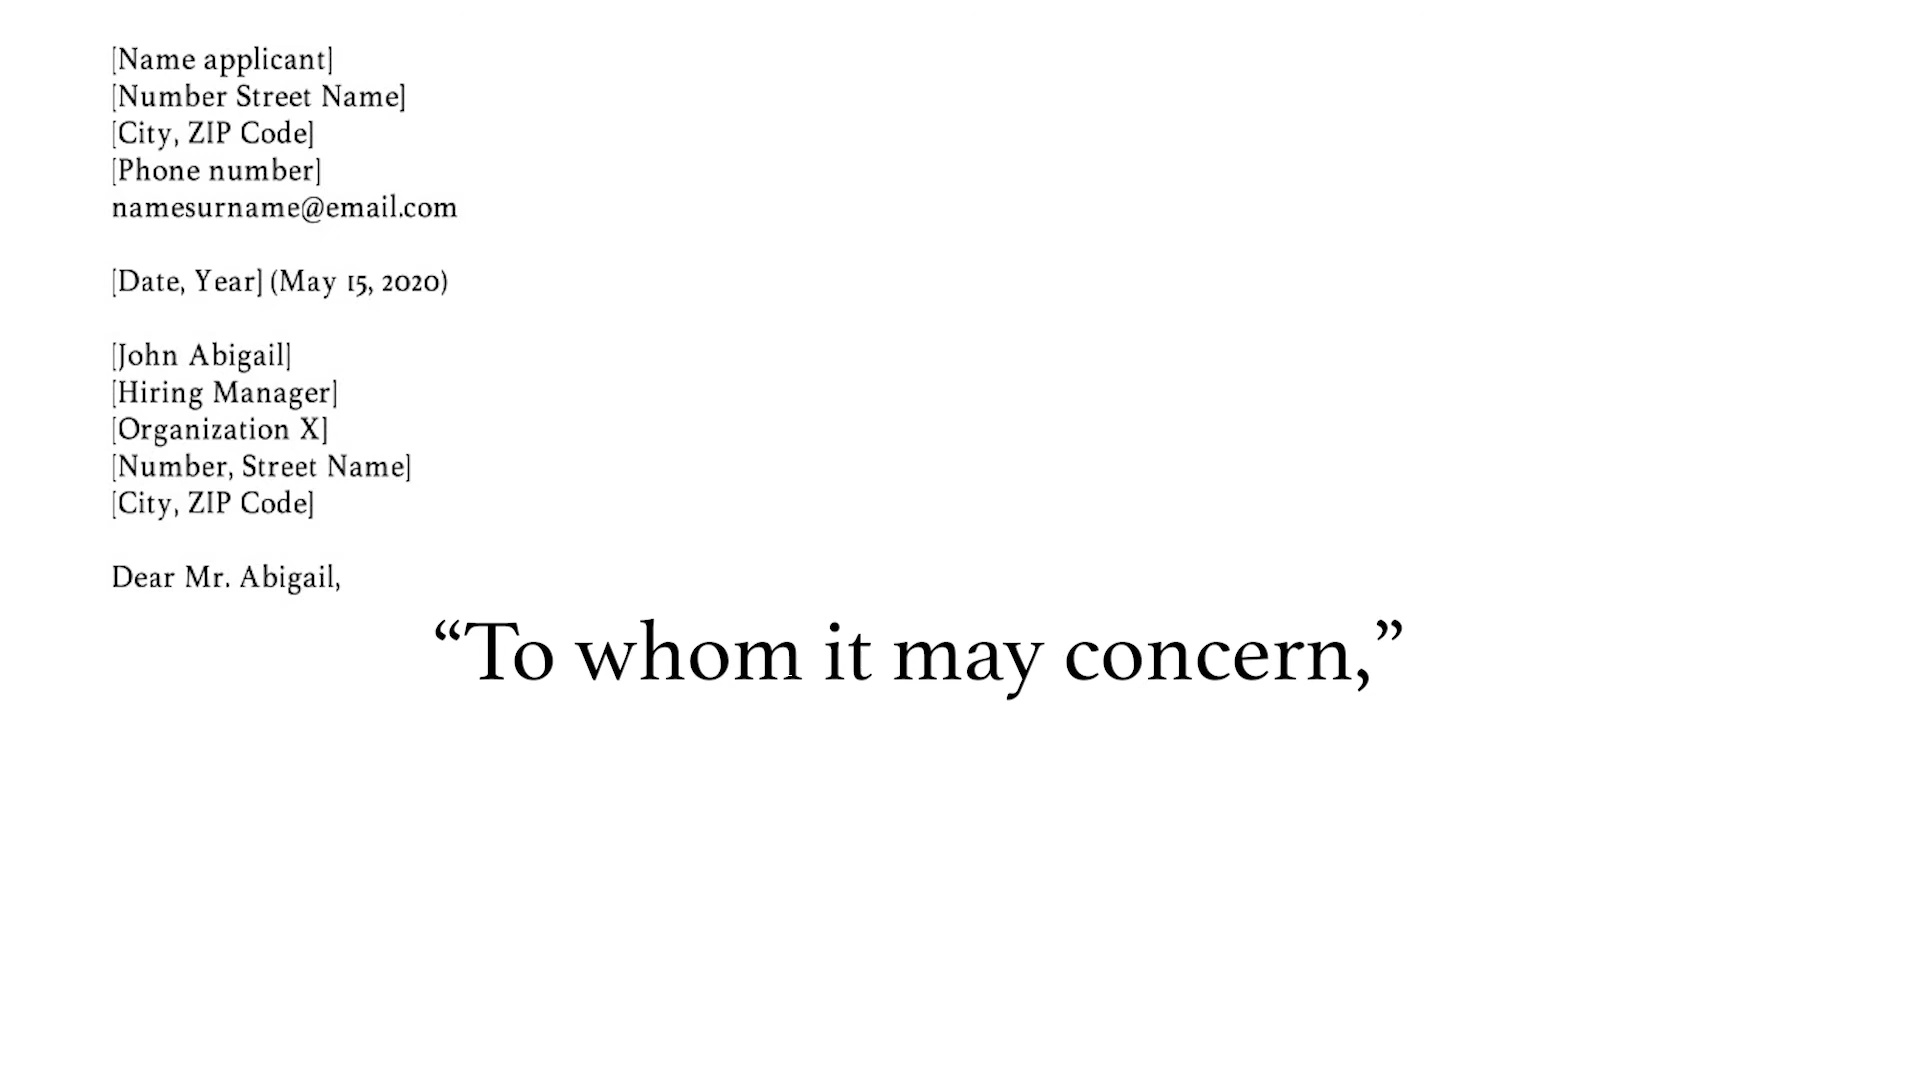 [Name applicant]
[Number Street Name]
[City, ZIP Code]
[Phone number]
namesurname@email.com
[Date, Year] (May 15, 2020)
[John Abigail]
[Hiring Manager]
[Organization X]
[Number, Street Name]
[City, ZIP Code]
Dear Mr. Abigail,
“To whom it may concern,”